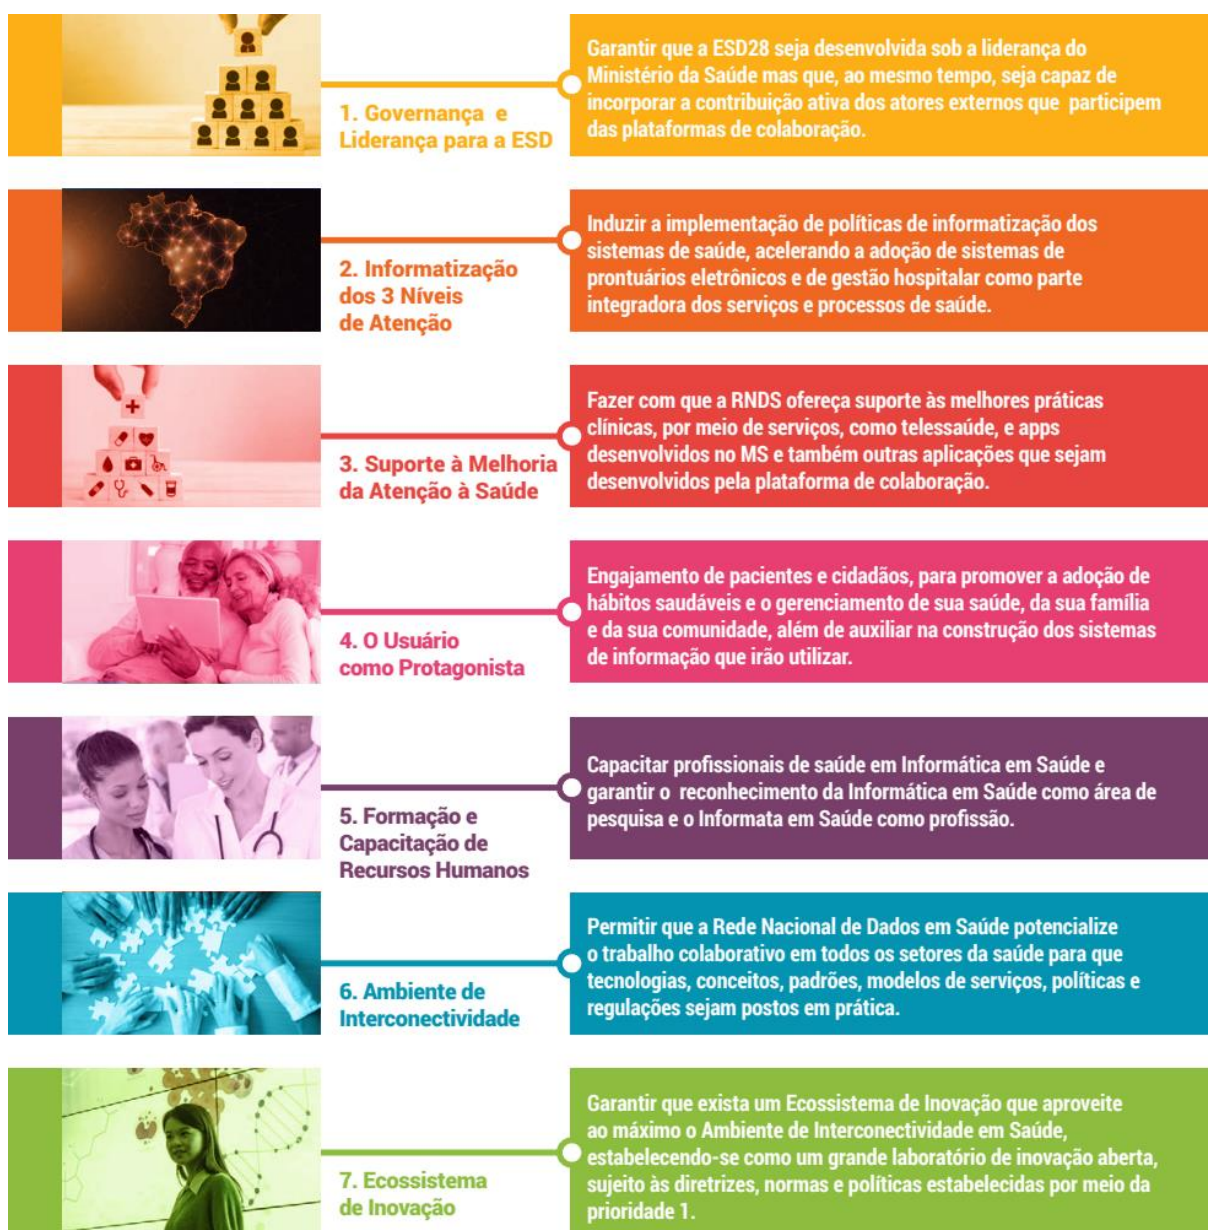 1. Governança e
Liderança para a ESD
Garantir que a ESD28 seja desenvolvida sob a liderança do
Ministério da Saúde mas que, ao mesmo tempo, seja capaz de
incorporar a contribuição ativa dos atores externos que participem
das plataformas de colaboração.
2. Informatização
dos 3 Níveis
de Atenção
Induzir a implementação de políticas de informatização dos
sistemas de saúde, acelerando a adoção de sistemas de
prontuários eletrônicos e de gestão hospitalar como parte
integradora dos serviços e processos de saúde.
3. Suporte à Melhoria
da Atenção à Saúde
Fazer com que a RNDS ofereça suporte às melhores práticas
clínicas, por meio de serviços, como telessaúde, e apps
desenvolvidos no MS e também outras aplicações que sejam
desenvolvidos pela plataforma de colaboração.
4. O Usuário
como Protagonista
Engajamento de pacientes e cidadãos, para promover a adoção de
hábitos saudáveis e o gerenciamento de sua saúde, da sua família
e da sua comunidade, além de auxiliar na construção dos sistemas
de informação que irão utilizar.
5. Formação e
Capacitação de
Recursos Humanos
Capacitar profissionais de saúde em Informática em Saúde e
garantir o reconhecimento da Informática em Saúde como área de
pesquisa e o Informata em Saúde como profissão.
6. Ambiente de
Interconectividade
Permitir que a Rede Nacional de Dados em Saúde potencialize
o trabalho colaborativo em todos os setores da saúde para que
tecnologias, conceitos, padrões, modelos de serviços, políticas e
regulações sejam postos em prática.
7. Ecossistema
de Inovação
Garantir que exista um Ecossistema de Inovação que aproveite
ao máximo o Ambiente de Interconectividade em Saúde,
estabelecendo-se como um grande laboratório de inovação aberta,
sujeito às diretrizes, normas e políticas estabelecidas por meio da
prioridade 1.